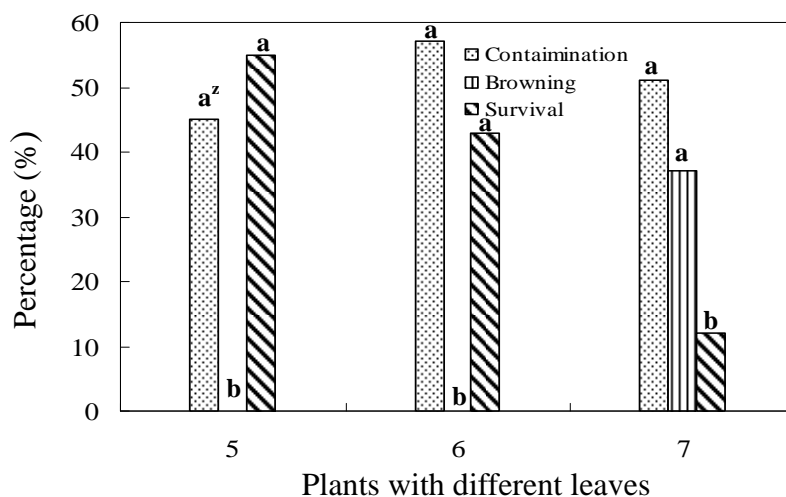 60
50
40
30
20
10
0
Percentage (%)
a^z
b
a
a
b
a
a
a
b
Contaimination
Browning
Survival
5
6
7
Plants with different leaves